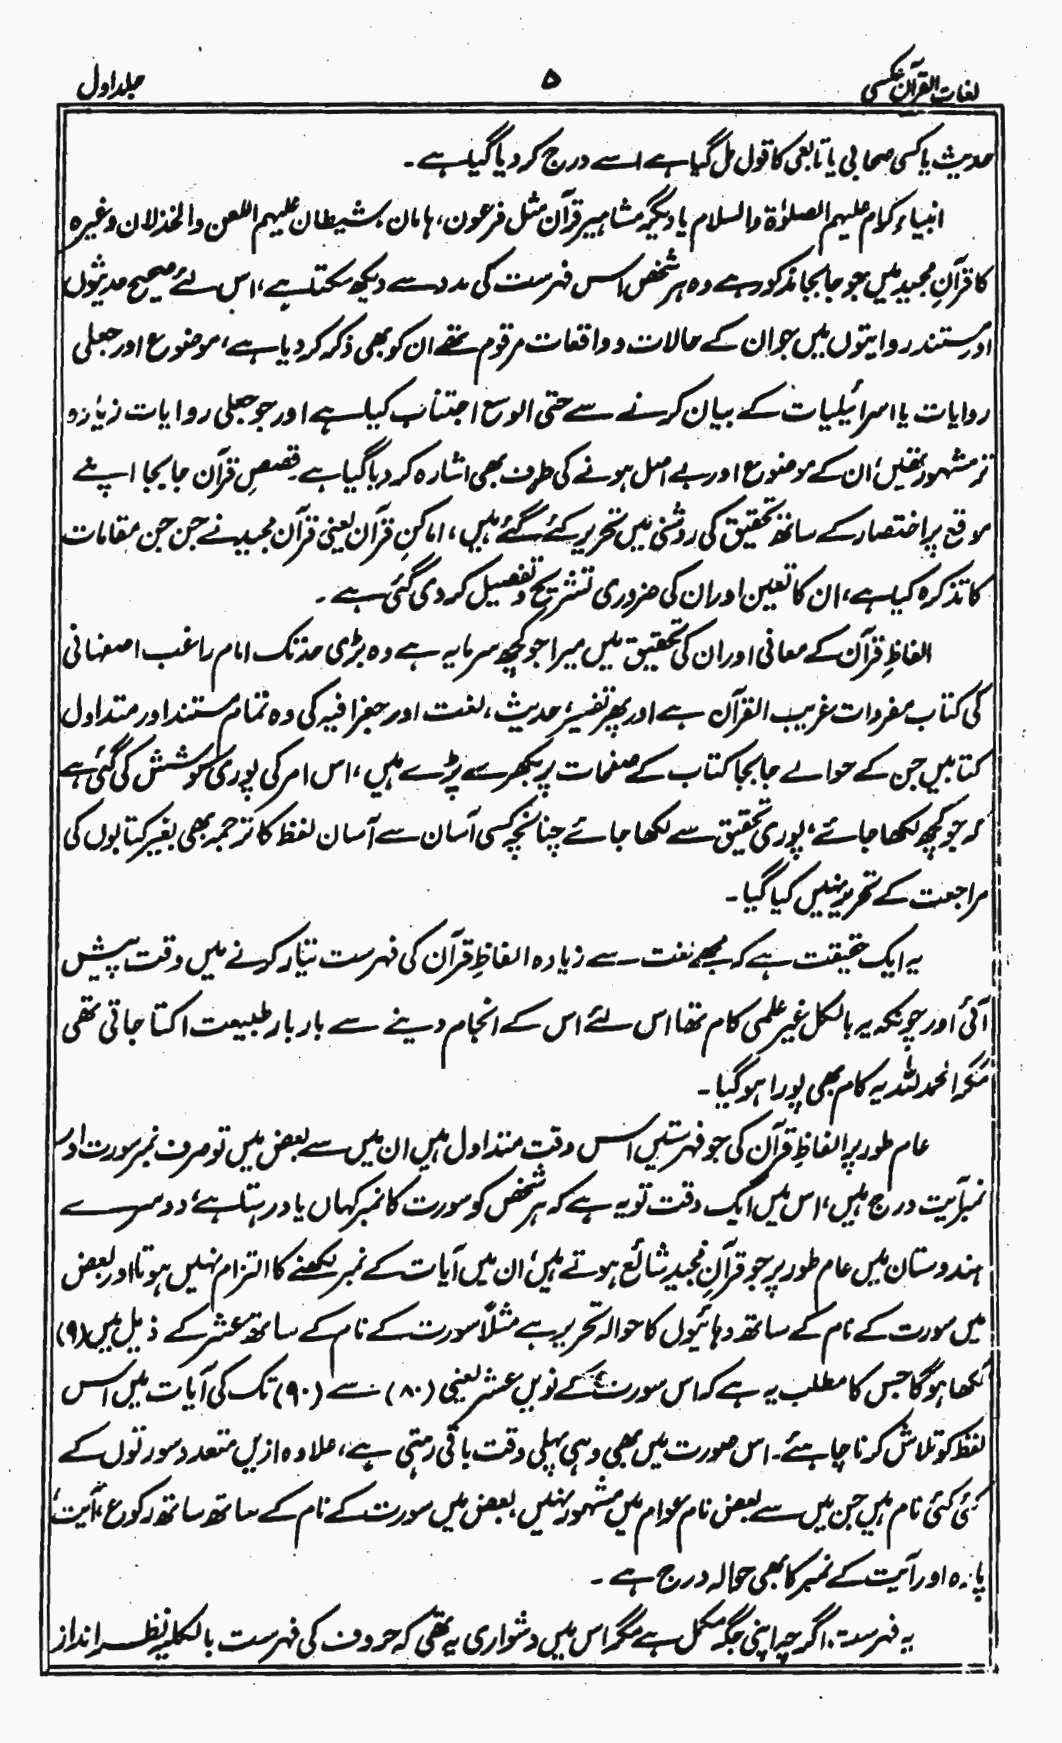 لغات القرآن عکسی
۵
جلد اول
حدیث یا کسی صحابی یا تابعی کا قول مل گیا ہے اسے درج کر دیا گیا ہے۔
انبیاء کرام علیہم الصلوٰۃ والسلام یا دیگر مشاہیر قرآن مثل فرعون، ہامان، شیطان علیہم اللعن والخذلان وغیرہ
کا قرآنِ مجید میں جو جابجا مذکور ہے وہ ہر شخص اس فہرست کی مدد سے دیکھ سکتا ہے، اس لئے صحیح حدیثوں
اور مستند روایتوں میں جو ان کے حالات و واقعات مرقوم تھے ان کو بھی ذکر کر دیا ہے، موضوع اور جعلی
روایات یا اسرائیلیات کے بیان کرنے سے حتی الوسع اجتناب کیا ہے اور جو جعلی روایات زیادہ
تر مشہور تھیں، ان کے موضوع اور بے اصل ہونے کی طرف بھی اشارہ کر دیا گیا ہے۔ قصصِ قرآن جابجا اپنے
موقع پر اختصار کے ساتھ تحقیق کی روشنی میں تحریر کئے گئے ہیں، اماکنِ قرآن یعنی قرآن مجید نے جن جن مقامات
کا تذکرہ کیا ہے، ان کا تعین اور ان کی ضروری تشریح و تفصیل کر دی گئی ہے۔
الفاظِ قرآن کے معانی اور ان کی تحقیق میں میرا جو کچھ سرمایہ ہے وہ بڑی حد تک امام راغب اصفہانی
کی کتاب مفردات غریب القرآن ہے اور پھر تفسیر، حدیث، لغت اور جغرافیہ کی وہ تمام مستند اور متداول
کتابیں جن کے حوالے جابجا کتاب کے صفحات پر بکھرے پڑے ہیں، اس امر کی پوری کوشش کی گئی ہے
کہ جو کچھ لکھا جائے، پوری تحقیق سے لکھا جائے چنانچہ کسی آسان سے آسان لفظ کا ترجمہ بھی بغیر کتابوں کی
مراجعت کے تحریر نہیں کیا گیا۔
یہ ایک حقیقت ہے کہ مجھے لغت سے زیادہ الفاظِ قرآن کی فہرست تیار کرنے میں دقت پیش
آئی اور چونکہ یہ بالکل غیر علمی کام تھا اس لئے اس کے انجام دینے سے بار بار طبیعت اکتا جاتی تھی
مگر الحمد للہ یہ کام بھی پورا ہو گیا۔
عام طور پر الفاظِ قرآن کی جو فہرستیں اس وقت متداول ہیں ان میں سے بعض میں تو صرف نمبر سورت اور
نمبر آیت درج ہیں، اس میں ایک دقت تو یہ ہے کہ ہر شخص کو سورت کا نمبر کہاں یاد رہتا ہے، دوسرے
ہندوستان میں عام طور پر جو قرآنِ مجید شائع ہوتے ہیں، ان میں آیات کے نمبر لکھنے کا التزام نہیں ہوتا اور بعض
میں سورت کے نام کے ساتھ دہائیوں کا حوالہ تحریر ہے مثلاً سورت کے نام کے ساتھ عشر کے ذیل میں (۹)
لکھا ہوگا جس کا مطلب یہ ہے کہ اس سورت کے نویں عشر یعنی (۸۰) سے (۹۰) تک کی آیات میں اس
لفظ کو تلاش کرنا چاہئے۔ اس صورت میں بھی وہی پہلی دقت باقی رہتی ہے، علاوہ ازیں متعدد سورتوں کے
کئی کئی نام ہیں جن میں سے بعض نام عوام میں مشہور نہیں، بعض میں سورت کے نام کے ساتھ ساتھ رکوع، آیت،
پارہ اور آیت کے نمبر کا بھی حوالہ درج ہے۔
یہ فہرست، اگرچہ اپنی جگہ مکمل ہے مگر اس میں دشواری یہ تھی کہ حروف کی فہرست بالکلیہ نظر انداز